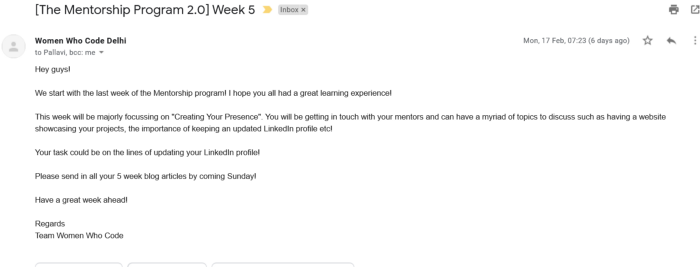 [The Mentorship Program 2.0] Week 5 Inbox ×
Women Who Code Delhi Mon, 17 Feb, 07:23 (6 days ago)
to Pallavi, bcc: me
Hey guys!
We start with the last week of the Mentorship program! I hope you all had a great learning experience!
This week will be majorly focussing on "Creating Your Presence". You will be getting in touch with your mentors and can have a myriad of topics to discuss such as having a website
showcasing your projects, the importance of keeping an updated LinkedIn profile etc!
Your task could be on the lines of updating your LinkedIn profile!
Please send in all your 5 week blog articles by coming Sunday!
Have a great week ahead!
Regards
Team Women Who Code